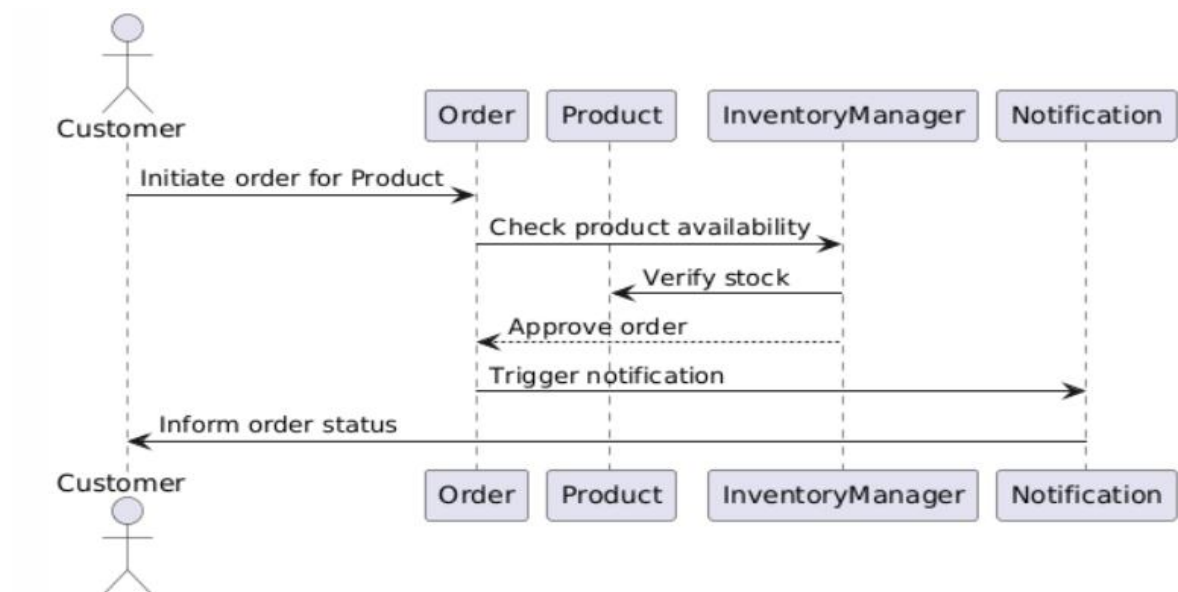 Customer
Order
Product
InventoryManager
Notification
Initiate order for Product
Check product availability
Verify stock
Approve order
Trigger notification
Inform order status
Customer
Order
Product
InventoryManager
Notification